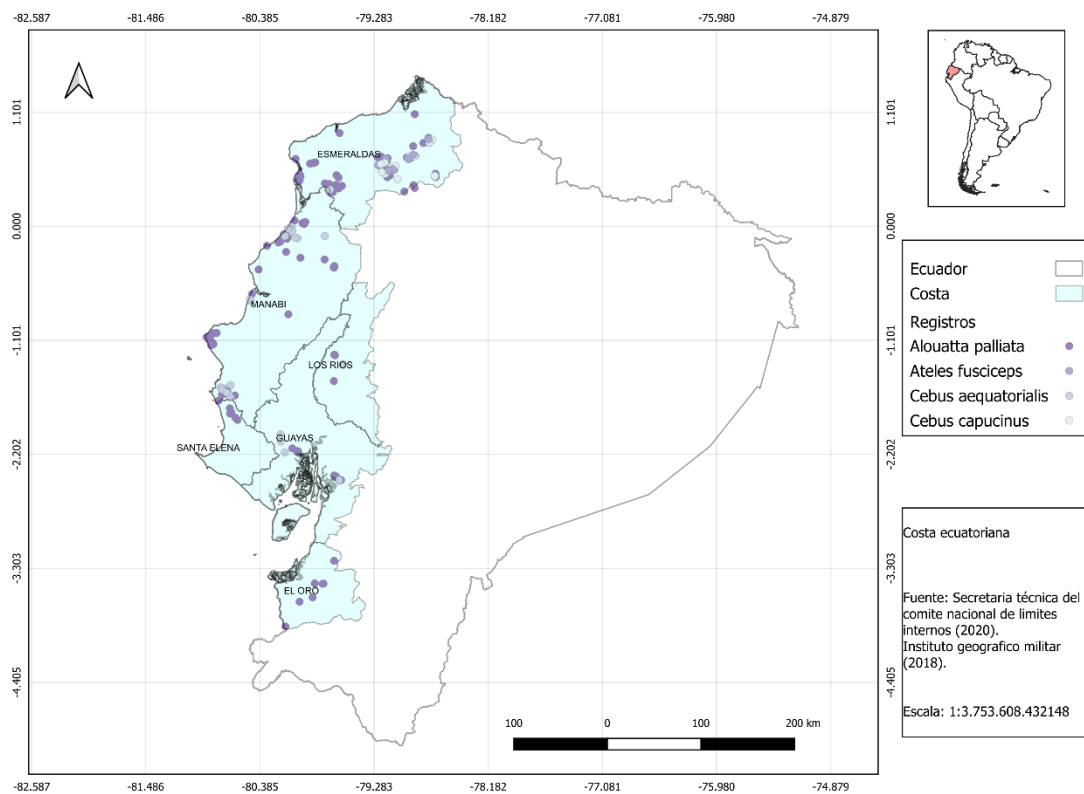 -82.587 -81.486 -80.385 -79.283 -78.182 -77.081 -75.980 -74.879
1.101 1.101
ESMERALDAS
0.000 0.000
MANABI
-1.101 -1.101
LOS RIOS
GUAYAS
SANTA ELENA
-2.202 -2.202
-3.303 -3.303
EL ORO
-4.405 -4.405
100 0 100 200 km
-82.587 -81.486 -80.385 -79.283 -78.182 -77.081 -75.980 -74.879
Ecuador
Costa
Registros
Alouatta palliata
Ateles fusciceps
Cebus aequatorialis
Cebus capucinus
Costa ecuatoriana
Fuente: Secretaria técnica del
comite nacional de limites
internos (2020).
Instituto geografico militar
(2018).
Escala: 1:3.753.608.432148